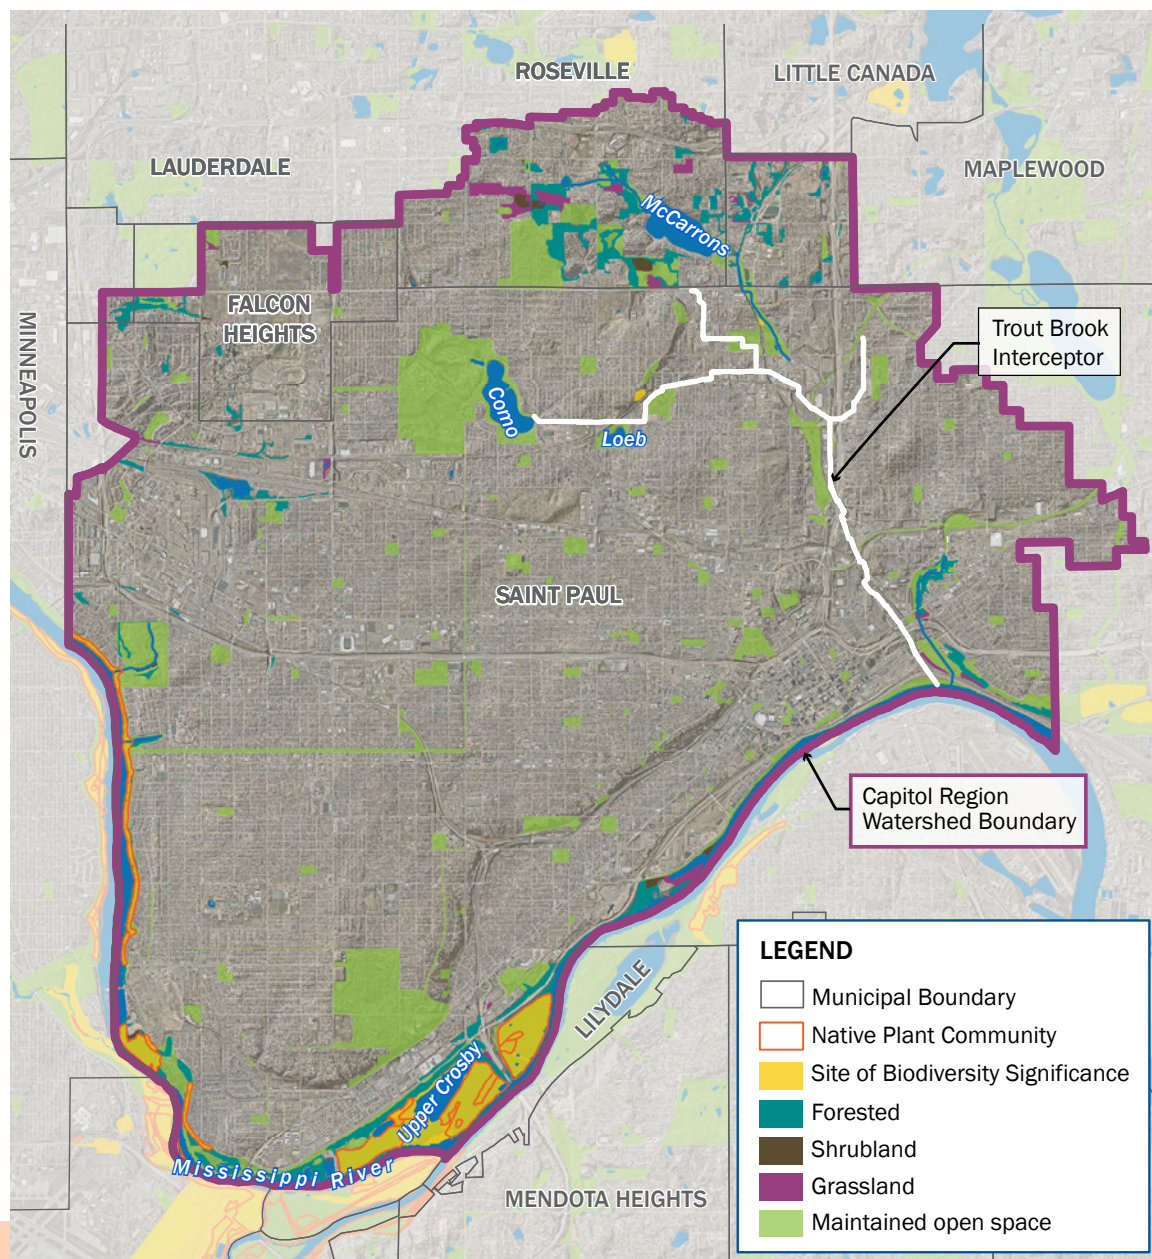 ROSEVILLE
LITTLE CANADA
LAUDERDALE
MAPLEWOOD
McCarrons
FALCON
HEIGHTS
MINNEAPOLIS
Trout Brook
Interceptor
Como
Loeb
SAINT PAUL
Capitol Region
Watershed Boundary
LILYDALE
Upper Crosby
Mississippi River
MENDOTA HEIGHTS
LEGEND
Municipal Boundary
Native Plant Community
Site of Biodiversity Significance
Forested
Shrubland
Grassland
Maintained open space